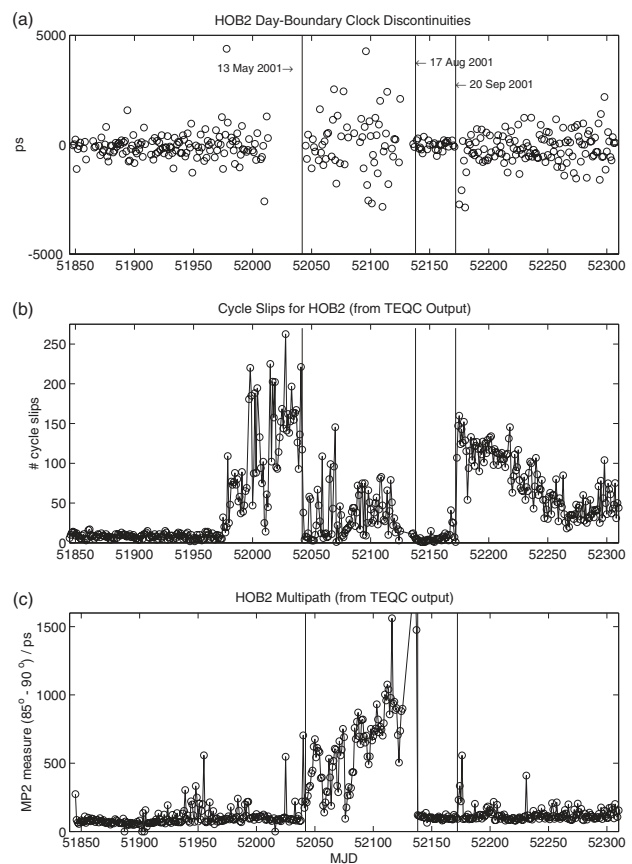 (a) HOB2 Day-Boundary Clock Discontinuities
5000
13 May 2001→
←17 Aug 2001
←20 Sep 2001
ps
0
-5000
51850 51900 51950 52000 52050 52100 52150 52200 52250 52300
(b) Cycle Slips for HOB2 (from TEQC Output)
250
200
150
# cycle slips
100
50
0
51850 51900 51950 52000 52050 52100 52150 52200 52250 52300
(c) HOB2 Multipath (from TEQC output)
1500
MP2 measure (85° - 90 °) / ps
1000
500
0
51850 51900 51950 52000 52050 52100 52150 52200 52250 52300
MJD